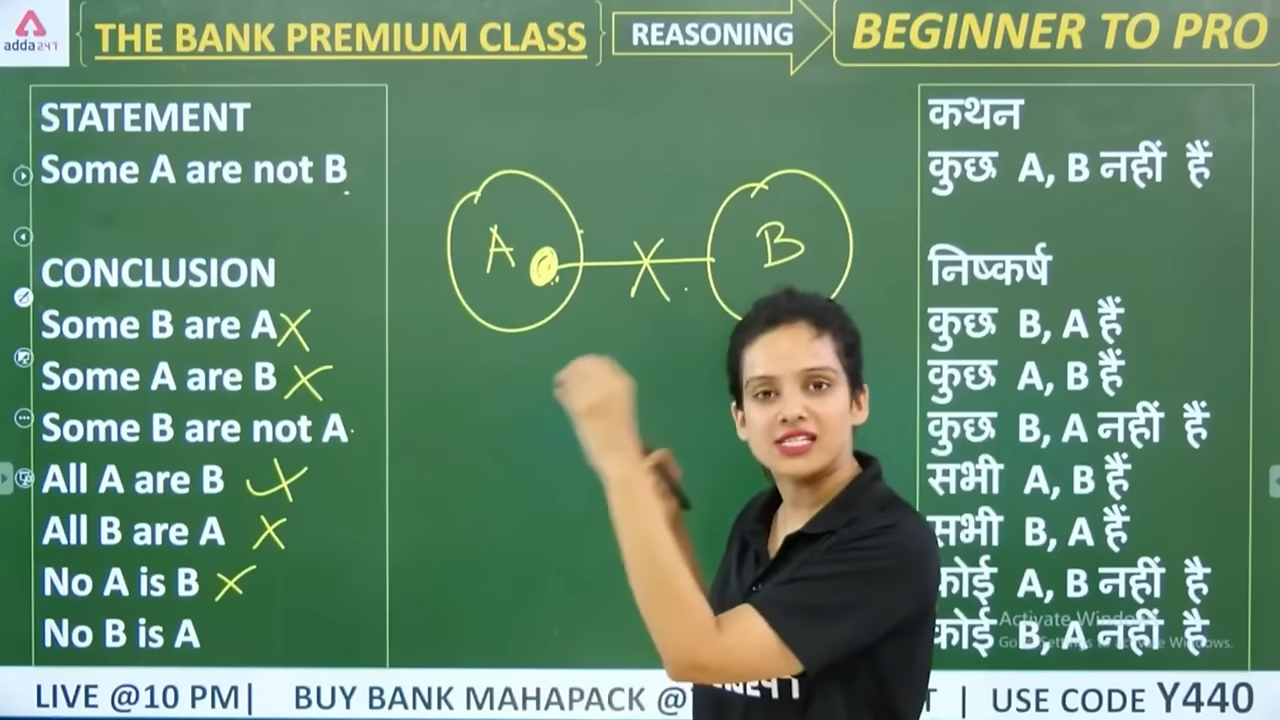 adda247
THE BANK PREMIUM CLASS
REASONING
BEGINNER TO PRO
STATEMENT
Some A are not B
CONCLUSION
Some B are A X
Some A are B X
Some B are not A
All A are B
All B are A X
No A is B X
No B is A
A X B
कथन
कुछ A, B नहीं हैं
निष्कर्ष
कुछ B, A हैं
कुछ A, B हैं
कुछ B, A नहीं हैं
सभी A, B हैं
सभी B, A हैं
कोई A, B नहीं है
कोई B, A नहीं है
Activate Windows
LIVE @10 PM| BUY BANK MAHAPACK @ | USE CODE Y440